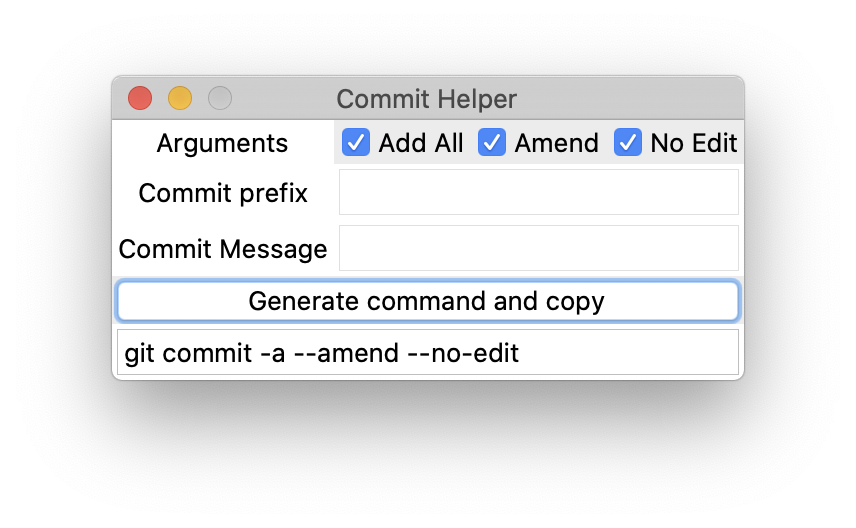 Commit Helper
Arguments Add All Amend No Edit
Commit prefix
Commit Message
Generate command and copy
git commit -a --amend --no-edit